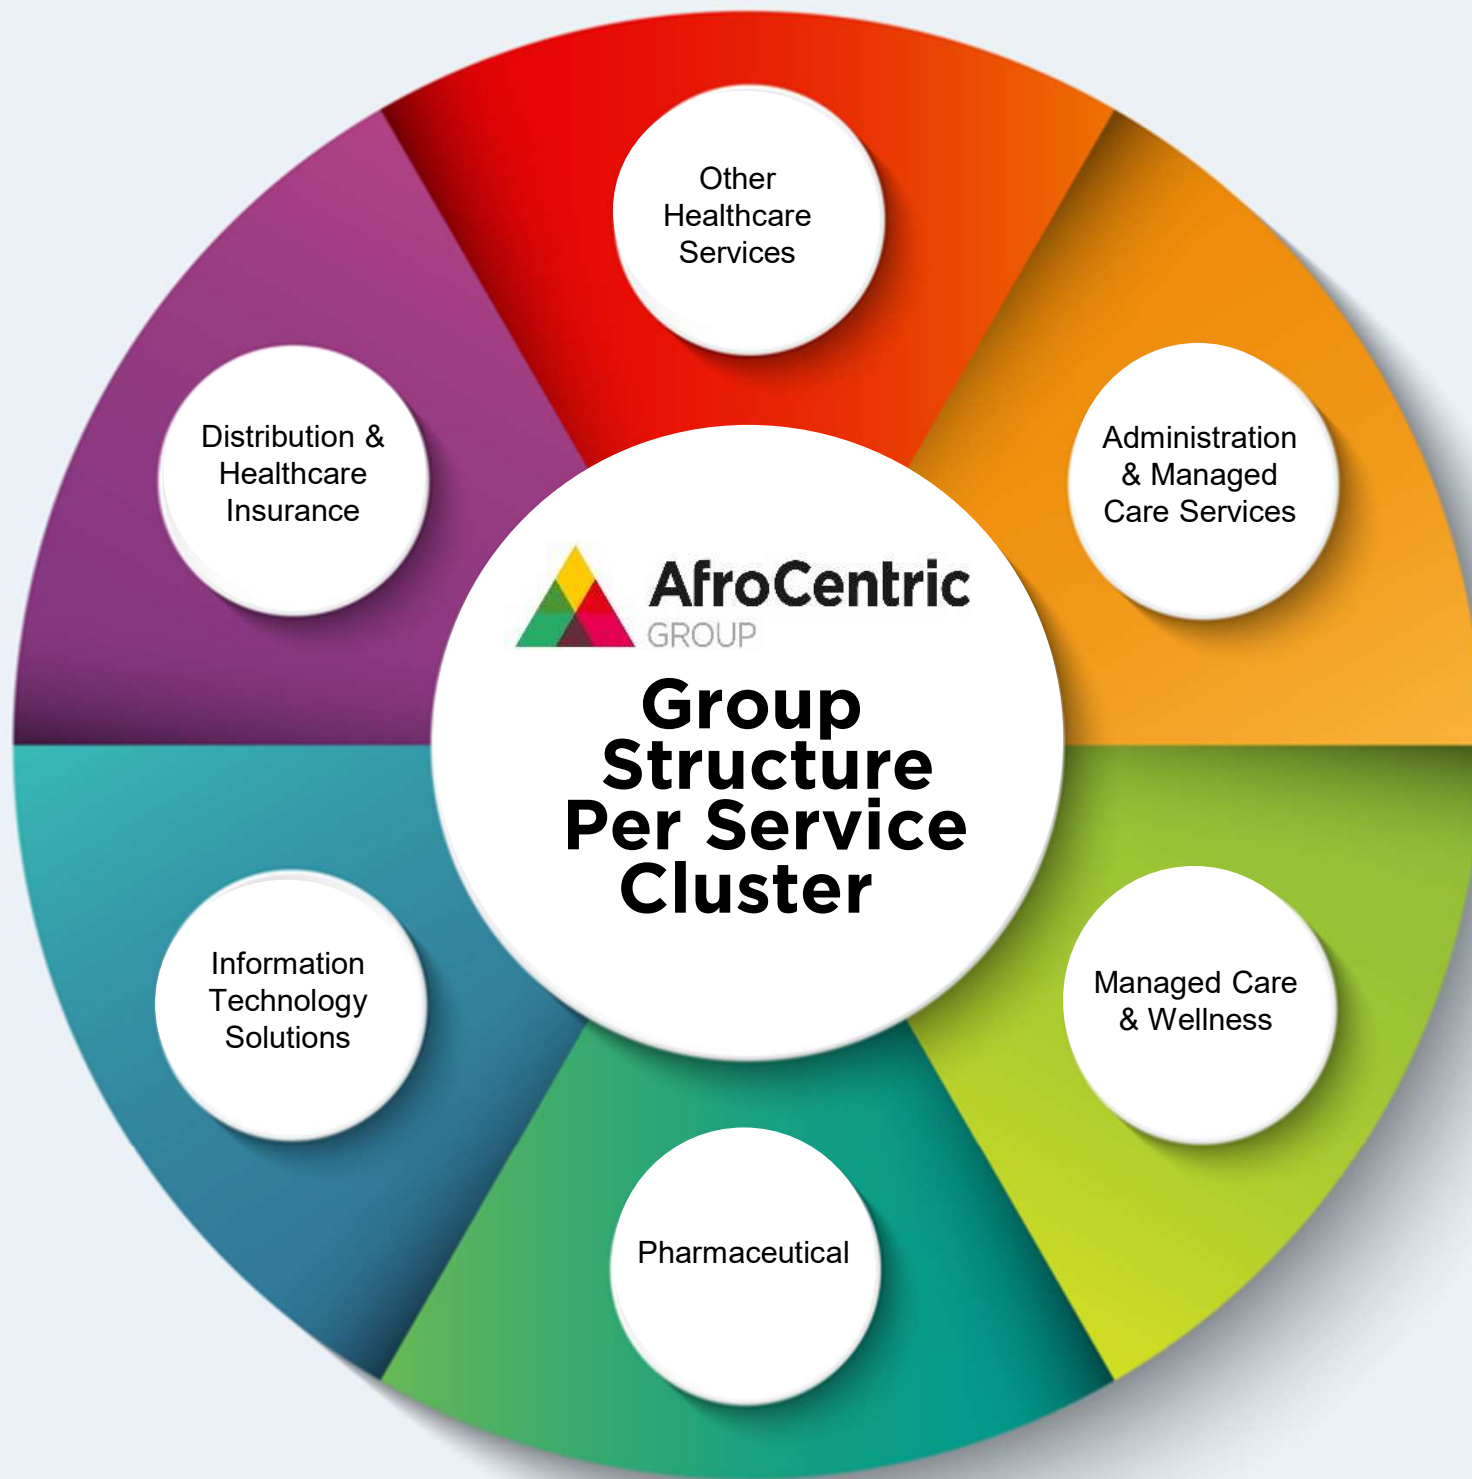 Other
Healthcare
Services
Distribution &
Healthcare
Insurance
Administration
& Managed
Care Services
AfroCentric
GROUP
Group
Structure
Per Service
Cluster
Information
Technology
Solutions
Managed Care
& Wellness
Pharmaceutical